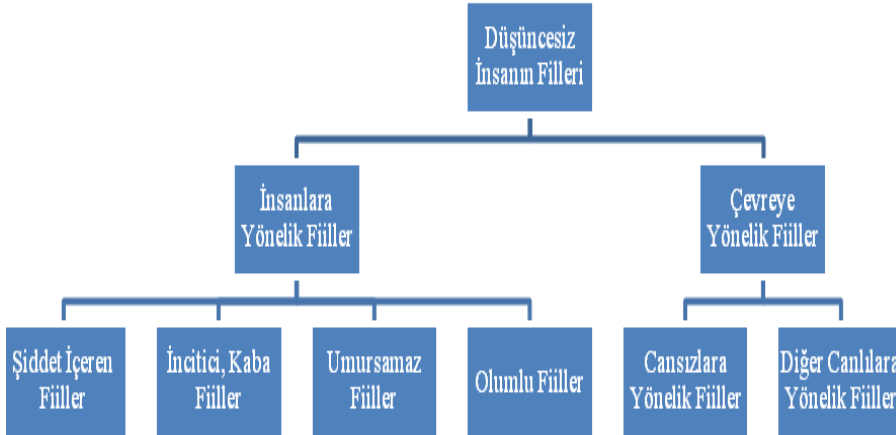 Düşüncesiz
İnsanın Filleri
İnsanlara
Yönelik Fiiller
Çevreye
Yönelik Fiiller
Şiddet İçeren
Fiiller
İncitici, Kaba
Fiiller
Umursamaz
Fiiller
Olumlu Fiiller
Cansızlara
Yönelik Fiiller
Diğer Canlılara
Yönelik Fiiller